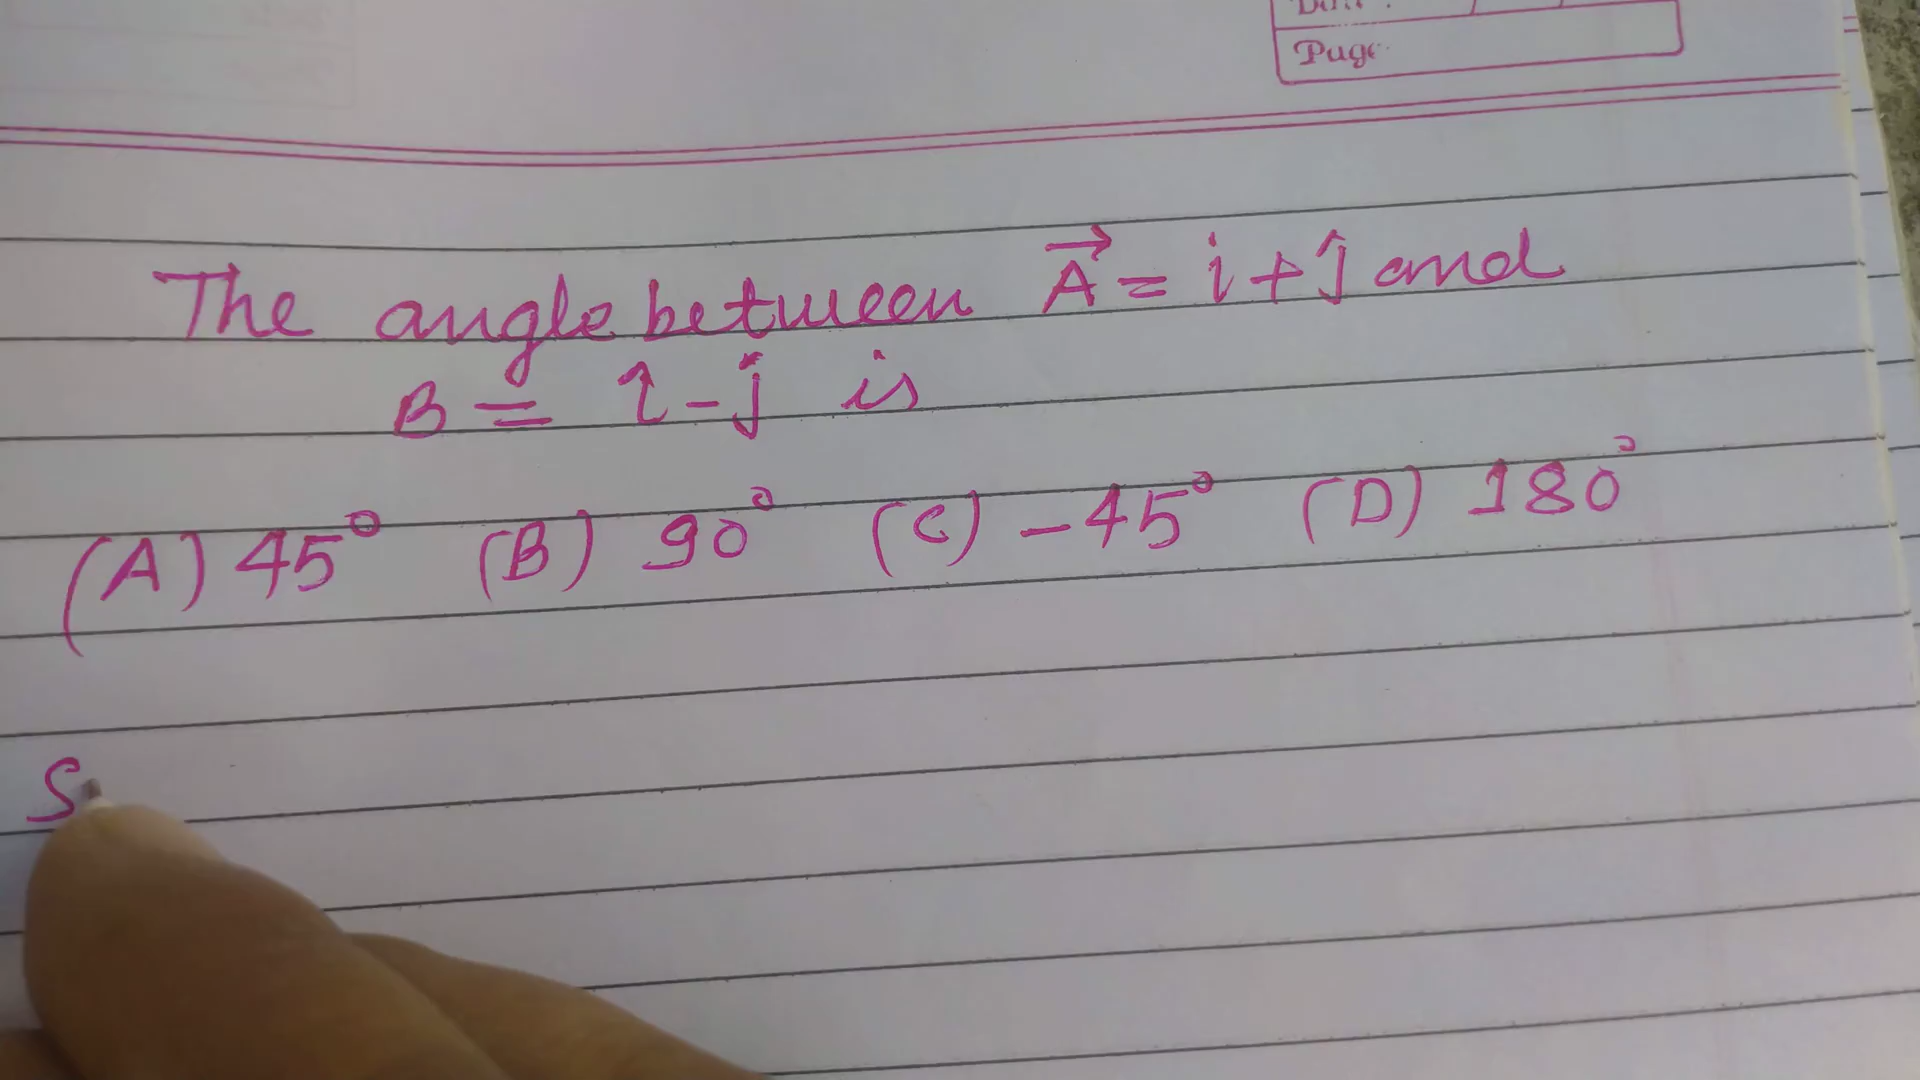 Page
The angle between A⃗ = i + ĵ and
B = î - j is
(A) 45° (B) 90° (C) -45° (D) 180°
S